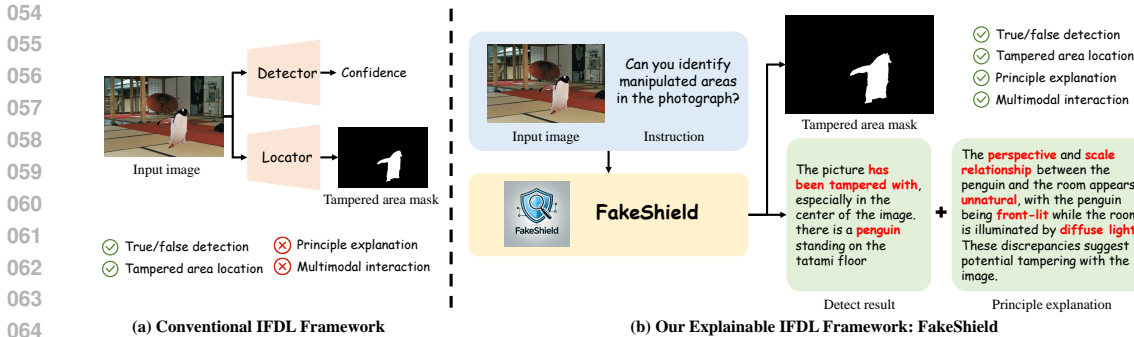 054
055
056
057
058
059
060
061
062
063
064
Detector
Confidence
Input image
Locator
Tampered area mask
True/false detection
Tampered area location
Principle explanation
Multimodal interaction
(a) Conventional IFDL Framework
Can you identify
manipulated areas
in the photograph?
Input image
Instruction
FakeShield
FakeShield
Tampered area mask
True/false detection
Tampered area location
Principle explanation
Multimodal interaction
The picture has
been tampered with,
especially in the
center of the image.
there is a penguin
standing on the
tatami floor
Detect result
+
The perspective and scale
relationship between the
penguin and the room appears
unnatural, with the penguin
being front-lit while the room
is illuminated by diffuse light
These discrepancies suggest
potential tampering with the
image.
Principle explanation
(b) Our Explainable IFDL Framework: FakeShield